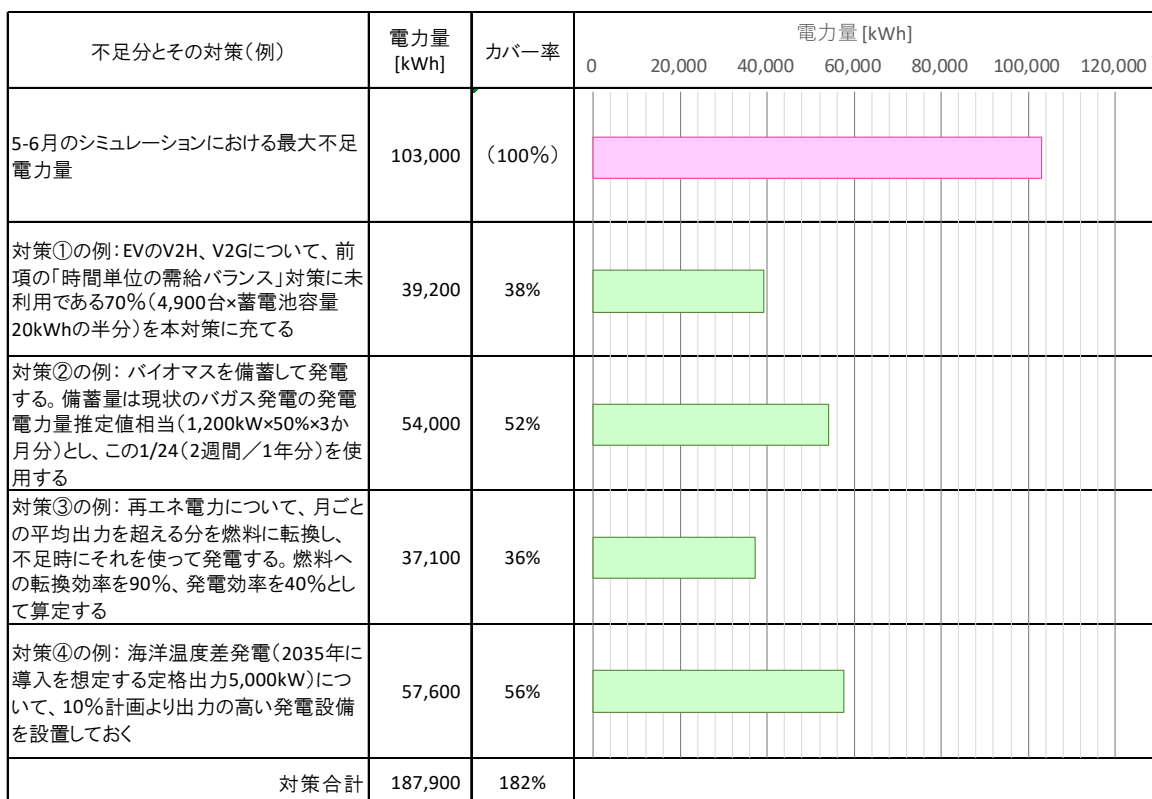 不足分とその対策(例)
電力量
[kWh]
カバー率
電力量[kWh]
0 20,000 40,000 60,000 80,000 100,000 120,000
5-6月のシミュレーションにおける最大不足
電力量
103,000
(100%)
対策①の例:EVのV2H、V2Gについて、前
項の「時間単位の需給バランス」対策に未
利用である70%(4,900台×蓄電池容量
20kWhの半分)を本対策に充てる
39,200
38%
対策②の例: バイオマスを備蓄して発電
する。備蓄量は現状のバガス発電の発電
電力量推定値相当(1,200kW×50%×3か
月分)とし、この1/24(2週間/1年分)を使
用する
54,000
52%
対策③の例: 再エネ電力について、月ごと
の平均出力を超える分を燃料に転換し、
不足時にそれを使って発電する。燃料へ
の転換効率を90%、発電効率を40%とし
て算定する
37,100
36%
対策④の例: 海洋温度差発電(2035年に
導入を想定する定格出力5,000kW)につ
いて、10%計画より出力の高い発電設備
を設置しておく
57,600
56%
対策合計
187,900
182%